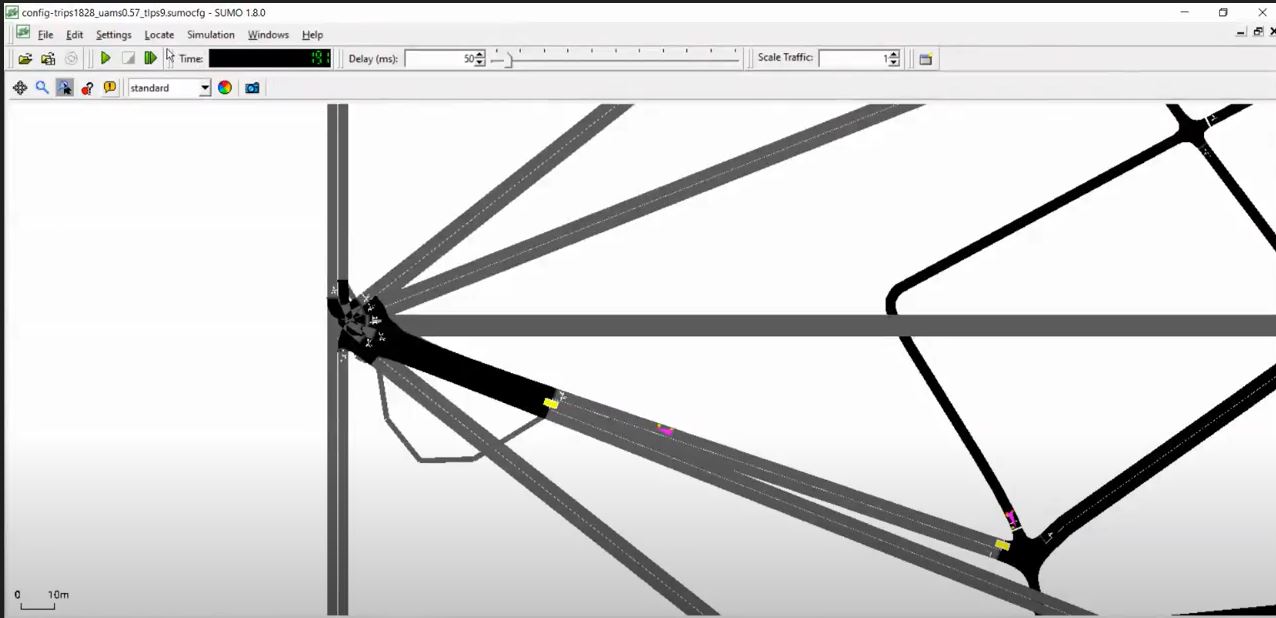 config-trips1828_uams0.57_tlps9.sumocfg - SUMO 1.8.0
File Edit Settings Locate Simulation Windows Help
Time: 191 Delay (ms): 50 Scale Traffic: 1
standard
0 10m